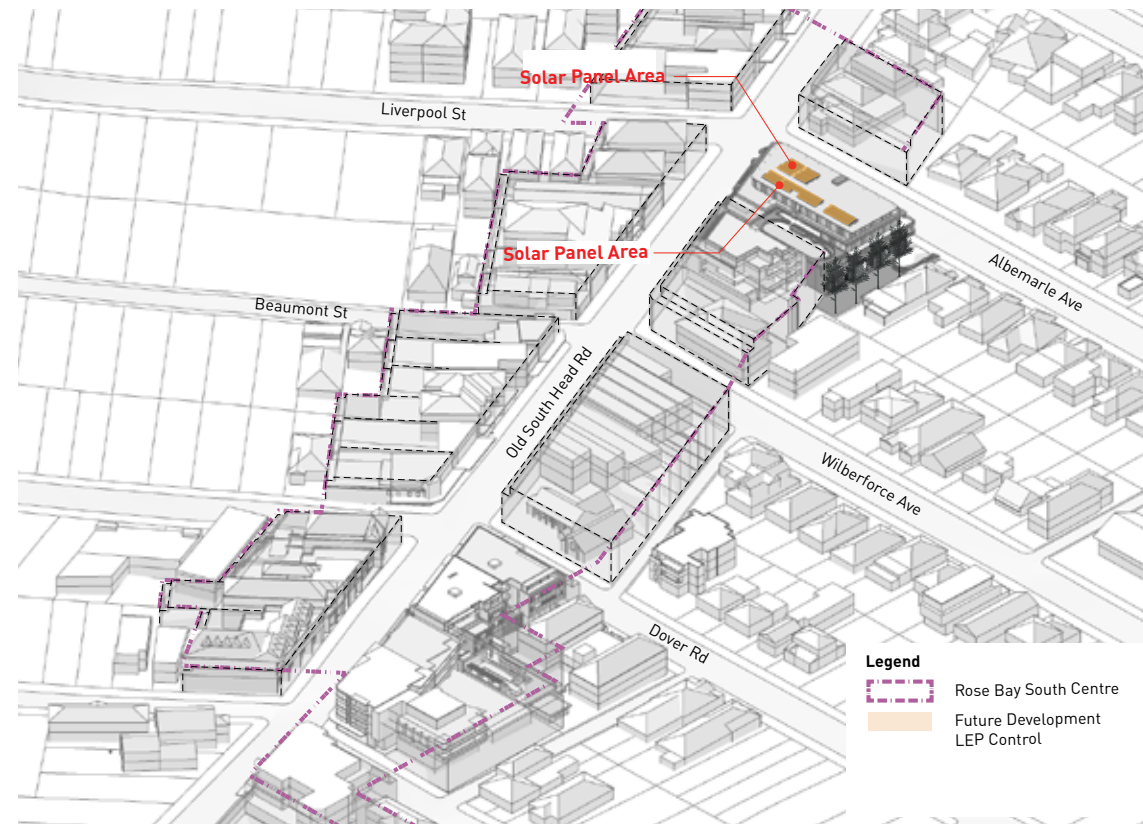 Solar Panel Area
Liverpool St
Solar Panel Area
Albemarle Ave
Beaumont St
Old South Head Rd
Wilberforce Ave
Dover Rd
Legend
Rose Bay South Centre
Future Development
LEP Control